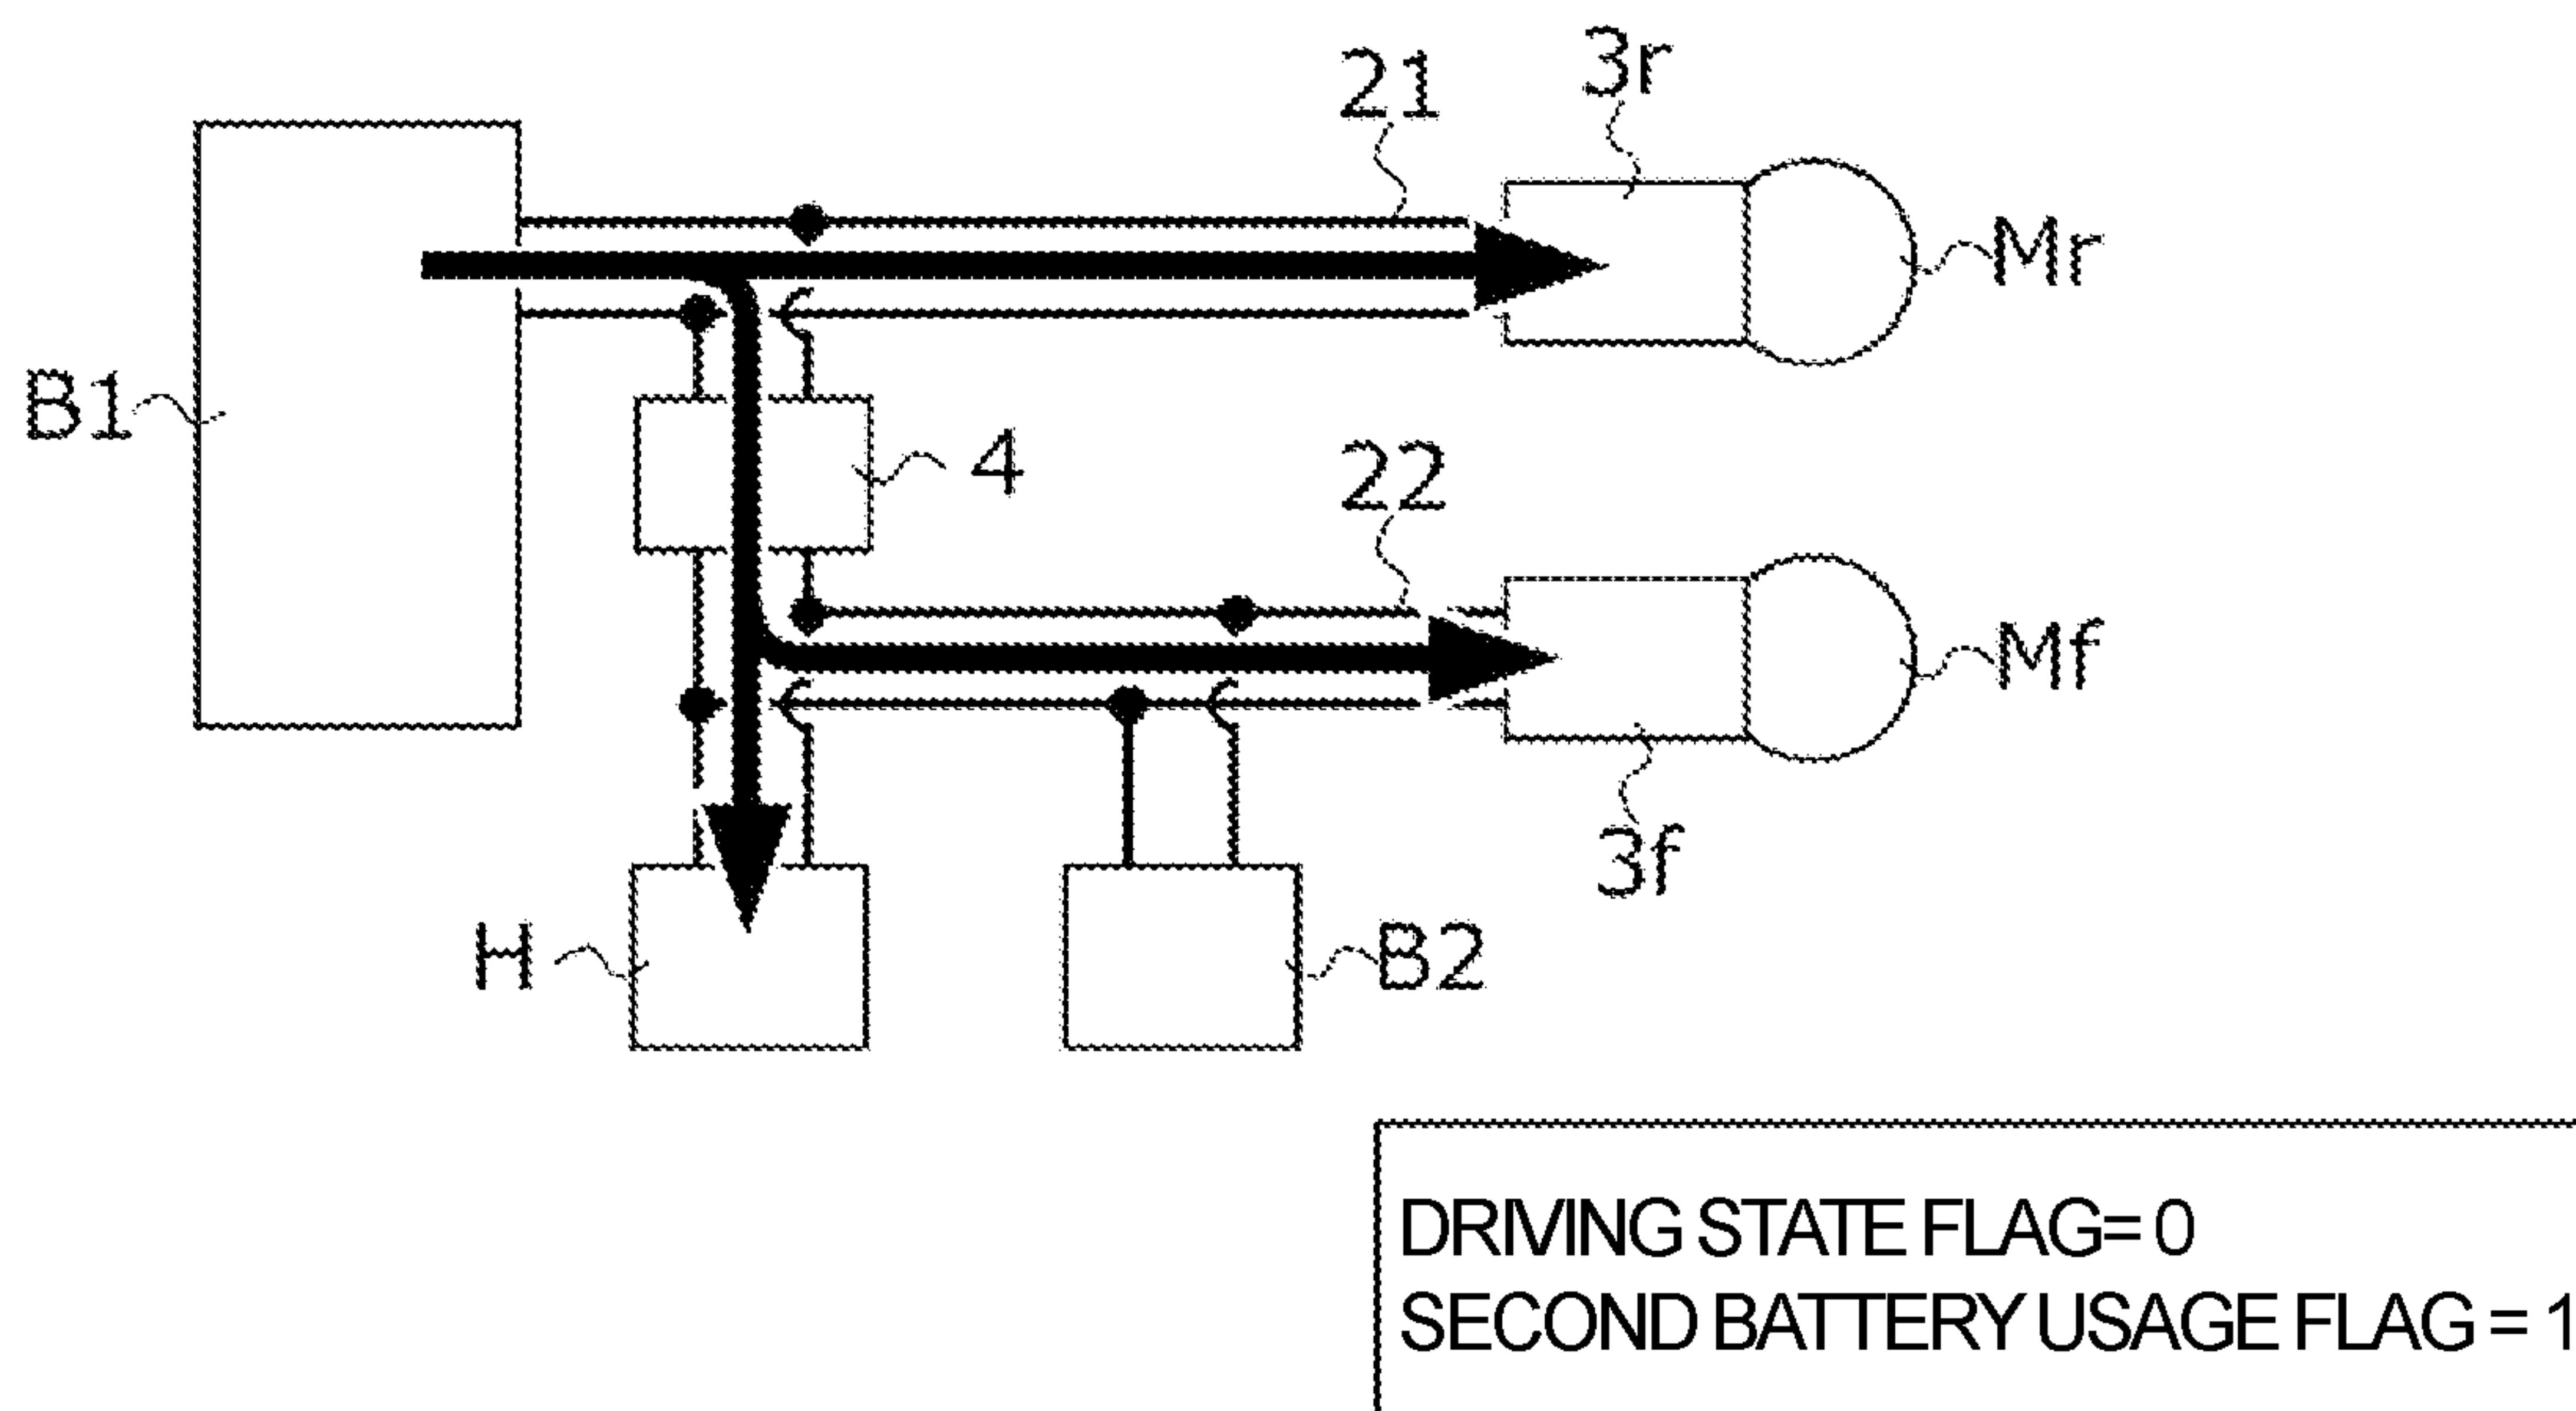 21
3r
Mr
B1
4
22
Mf
3f
H
B2
DRIVING STATE FLAG= 0
SECOND BATTERY USAGE FLAG = 1